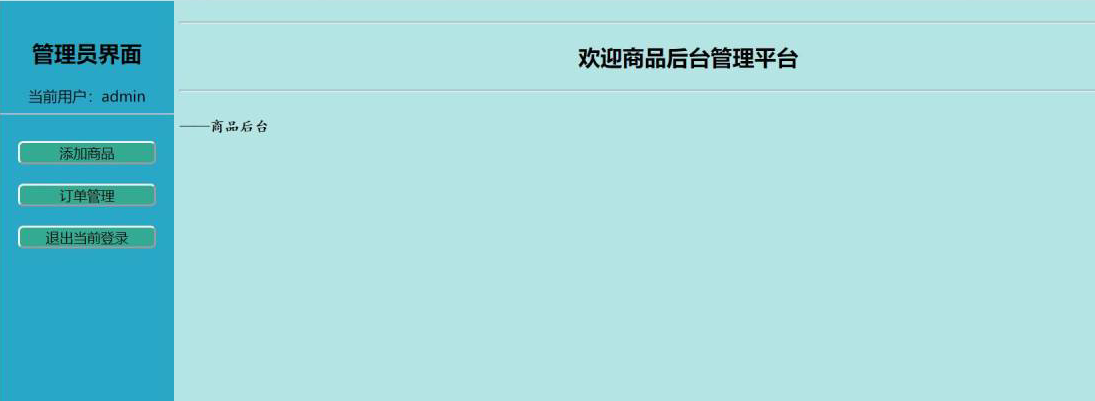 管理员界面
当前用户：admin
添加商品
订单管理
退出当前登录
欢迎商品后台管理平台
——商品后台